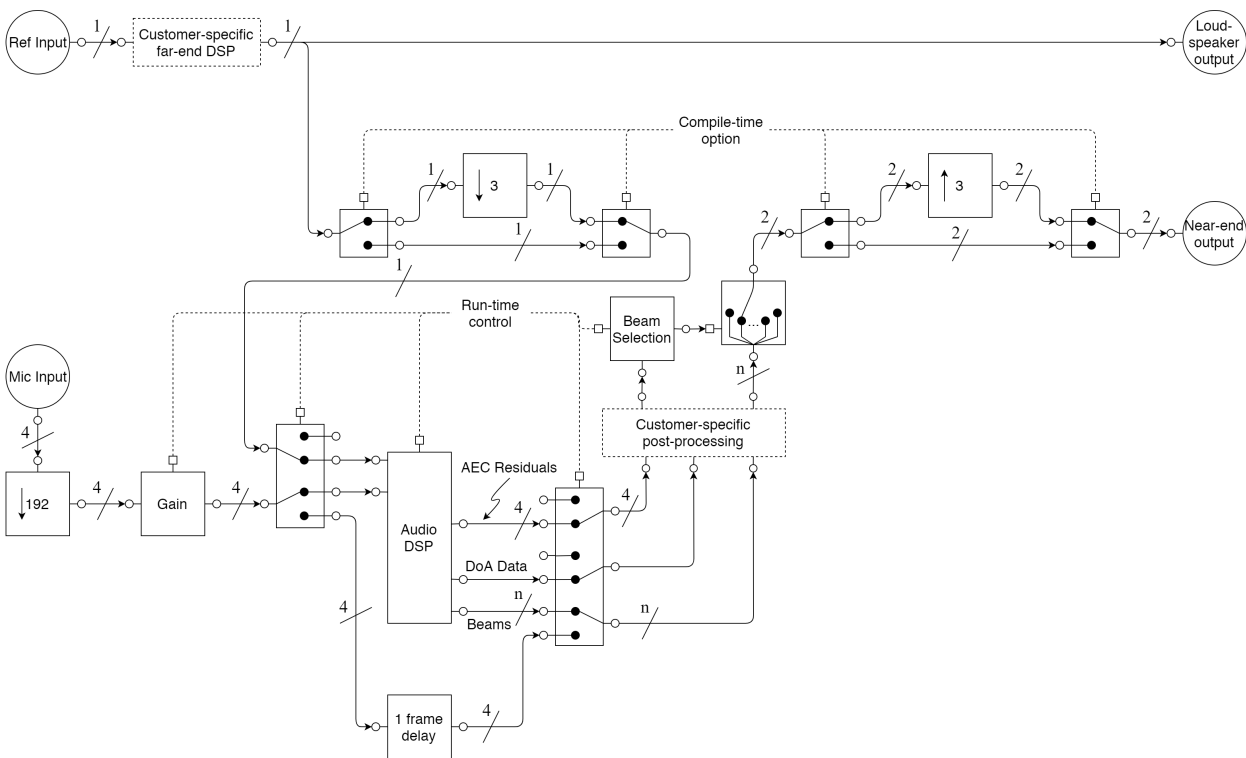 Ref Input
1
Customer-specific
far-end DSP
1
Loud-
speaker
output
Compile-time
option
1
3
1
1
2
3
2
2
2
2
Near-end
output
1
Run-time
control
Beam
Selection
...
n
Mic Input
4
192
4
Gain
4
Customer-specific
post-processing
Audio
DSP
AEC Residuals
4
4
DoA Data
n
Beams
n
4
1 frame
delay
4